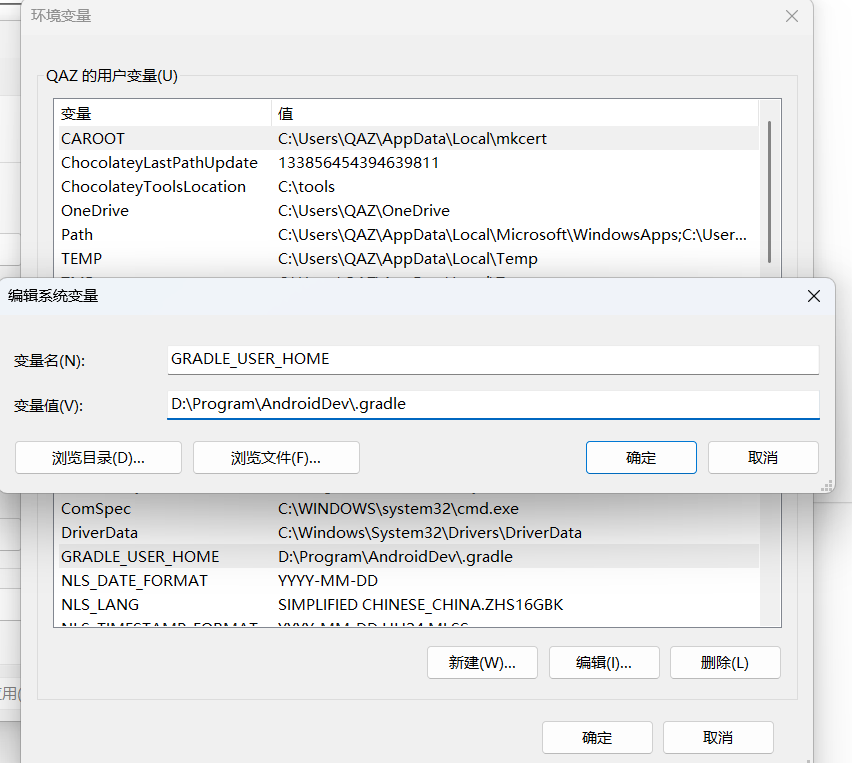 环境变量
QAZ 的用户变量(U)
变量 值
CAROOT C:\Users\QAZ\AppData\Local\mkcert
ChocolateyLastPathUpdate 133856454394639811
ChocolateyToolsLocation C:\tools
OneDrive C:\Users\QAZ\OneDrive
Path C:\Users\QAZ\AppData\Local\Microsoft\WindowsApps;C:\User...
TEMP C:\Users\QAZ\AppData\Local\Temp
编辑系统变量
变量名(N): GRADLE_USER_HOME
变量值(V): D:\Program\AndroidDev\.gradle
浏览目录(D)... 浏览文件(F)... 确定 取消
ComSpec C:\WINDOWS\system32\cmd.exe
DriverData C:\Windows\System32\Drivers\DriverData
GRADLE_USER_HOME D:\Program\AndroidDev\.gradle
NLS_DATE_FORMAT YYYY-MM-DD
NLS_LANG SIMPLIFIED CHINESE_CHINA.ZHS16GBK
新建(W)... 编辑(I)... 删除(L)
确定 取消